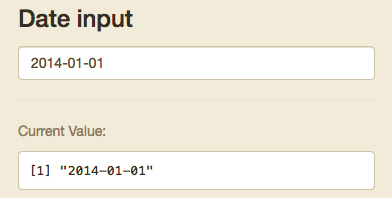 Date input
2014-01-01
Current Value:
[1] "2014-01-01"